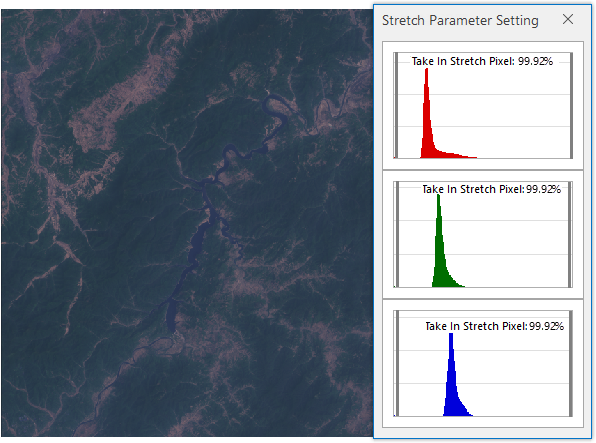 Stretch Parameter Setting
Take In Stretch Pixel: 99.92%
Take In Stretch Pixel:99.92%
Take In Stretch Pixel:99.92%